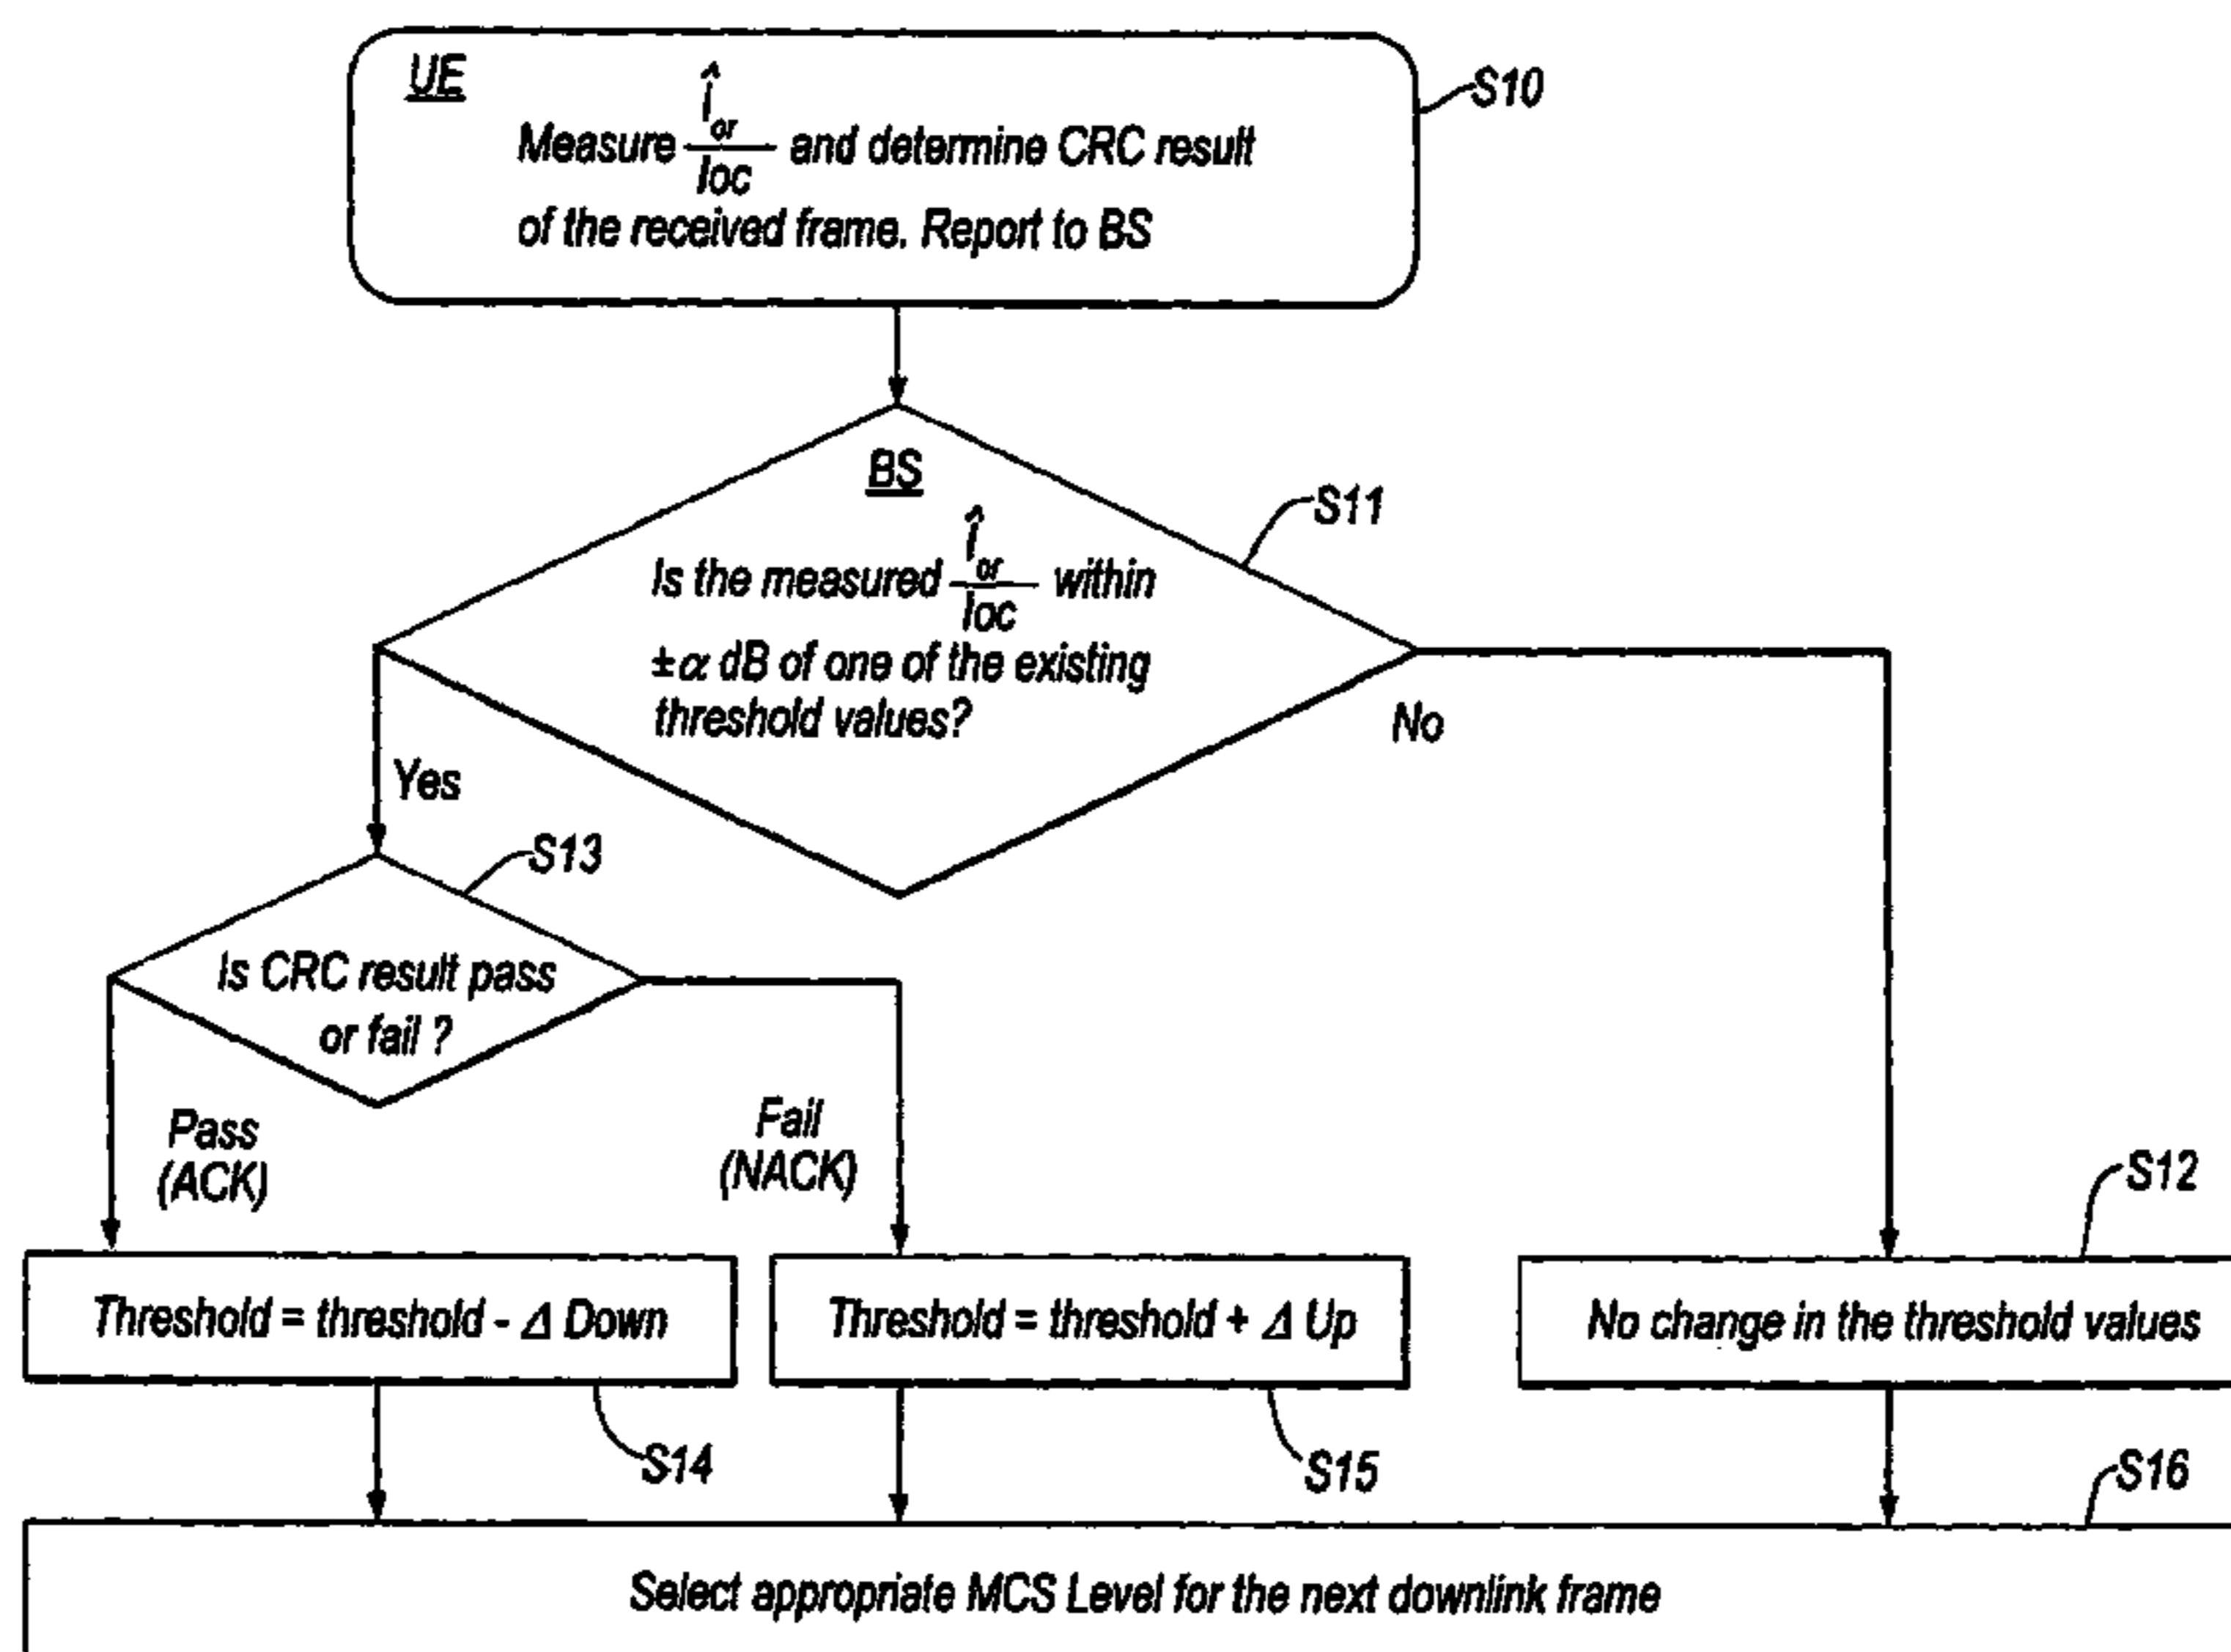 UE
S10
Measure Îor/Ioc and determine CRC result
of the received frame. Report to BS
BS
S11
Is the measured Îor/Ioc within
±α dB of one of the existing
threshold values?
No
Yes
S13
Is CRC result pass
or fail ?
Pass
(ACK)
Fail
(NACK)
S12
Threshold = threshold - Δ Down
Threshold = threshold + Δ Up
No change in the threshold values
S14
S15
S16
Select appropriate MCS Level for the next downlink frame